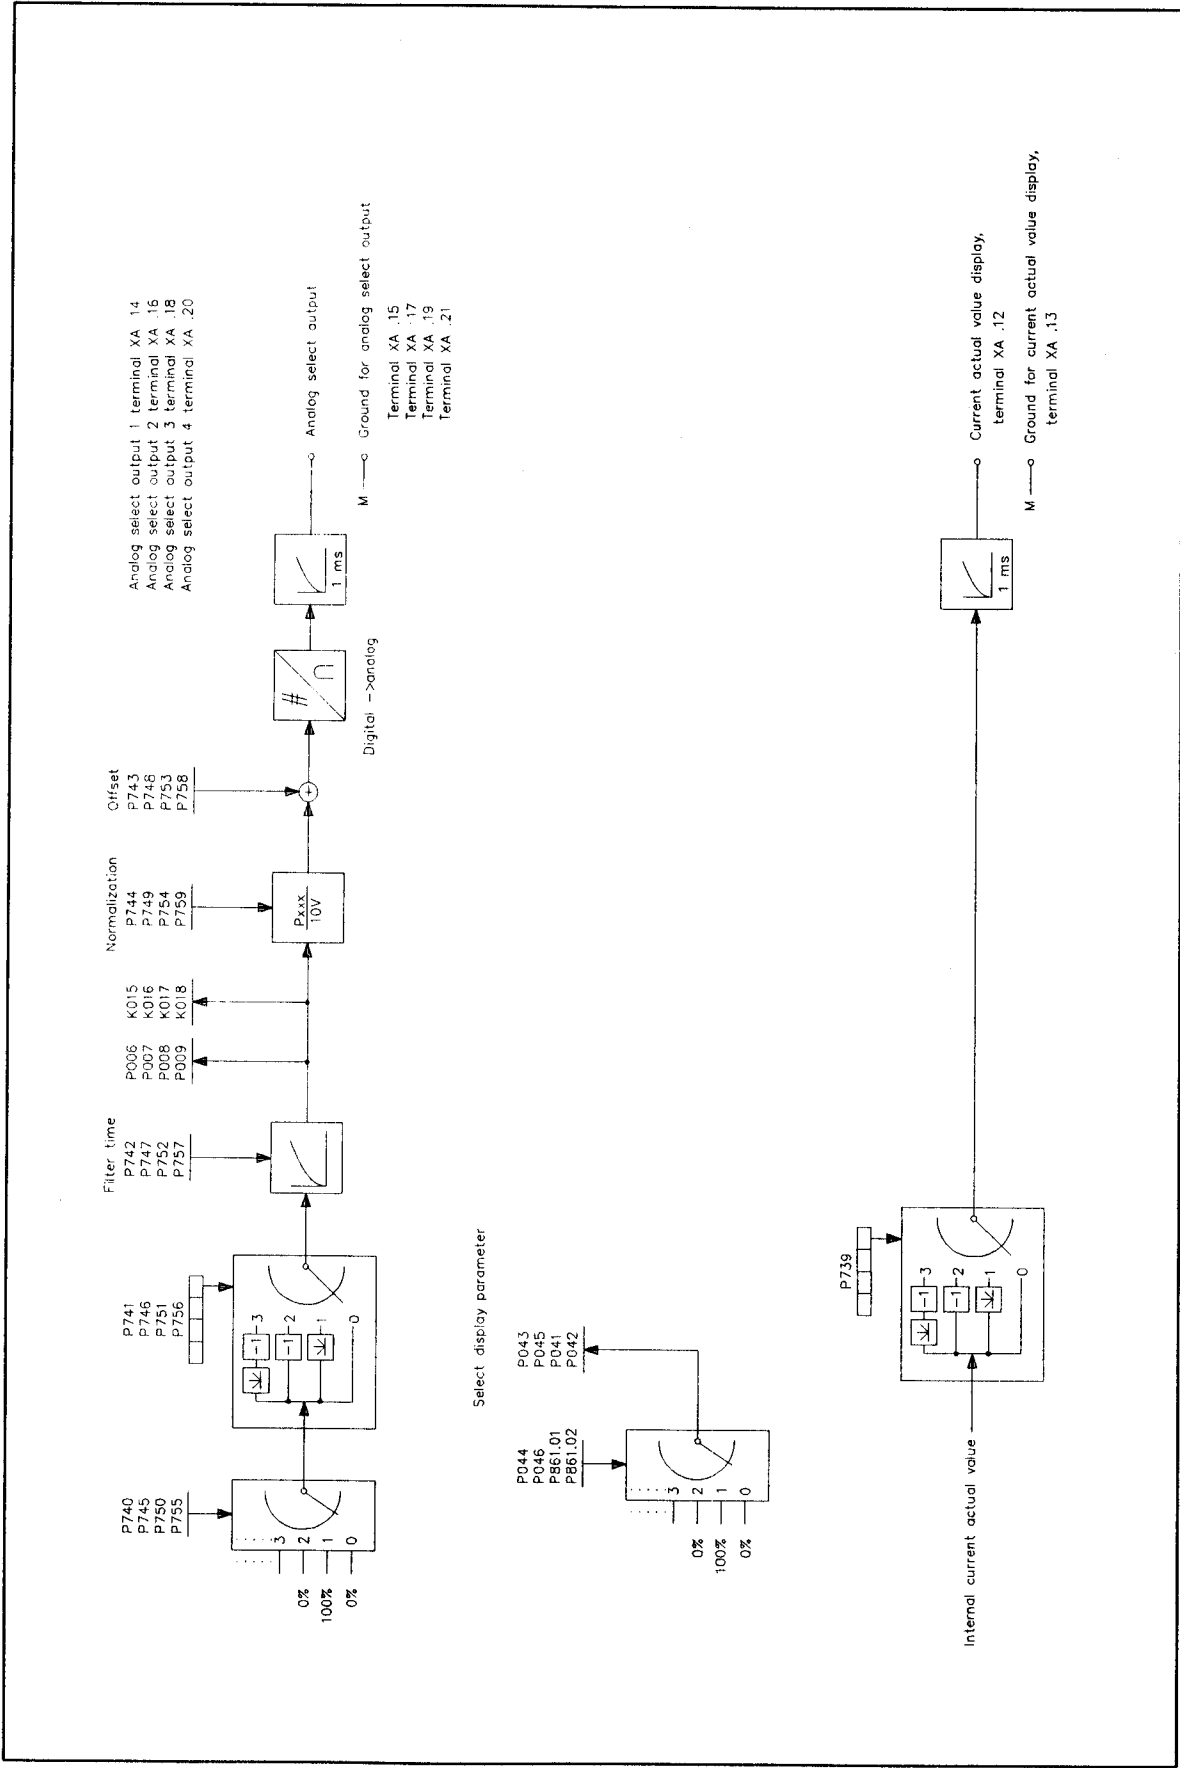 Analog select output 1 terminal XA 14
Analog select output 2 terminal XA .16
Analog select output 3 terminal XA .18
Analog select output 4 terminal XA .20
P740
P745
P750
P755
3
2
1
0
0%
100%
0%
P741
P746
P751
P756
-1
3
-1
2
1
0
Filter time
P742
P747
P752
P757
P006
P007
P008
P009
K015
K016
K017
K018
Normalization
P744
P749
P754
P759
Pxxx
10V
Offset
P743
P748
P753
P758
+
#
Digital ->analog
1 ms
Analog select output
M
Ground for analog select output
Terminal XA .15
Terminal XA .17
Terminal XA .19
Terminal XA .21
Select display parameter
P044
P046
P861.01
P861.02
P043
P045
P041
P042
3
2
1
0
0%
100%
0%
Internal current actual value
P739
-1
3
-1
2
1
0
1 ms
Current actual value display,
terminal XA .12
M
Ground for current actual value display,
terminal XA .13